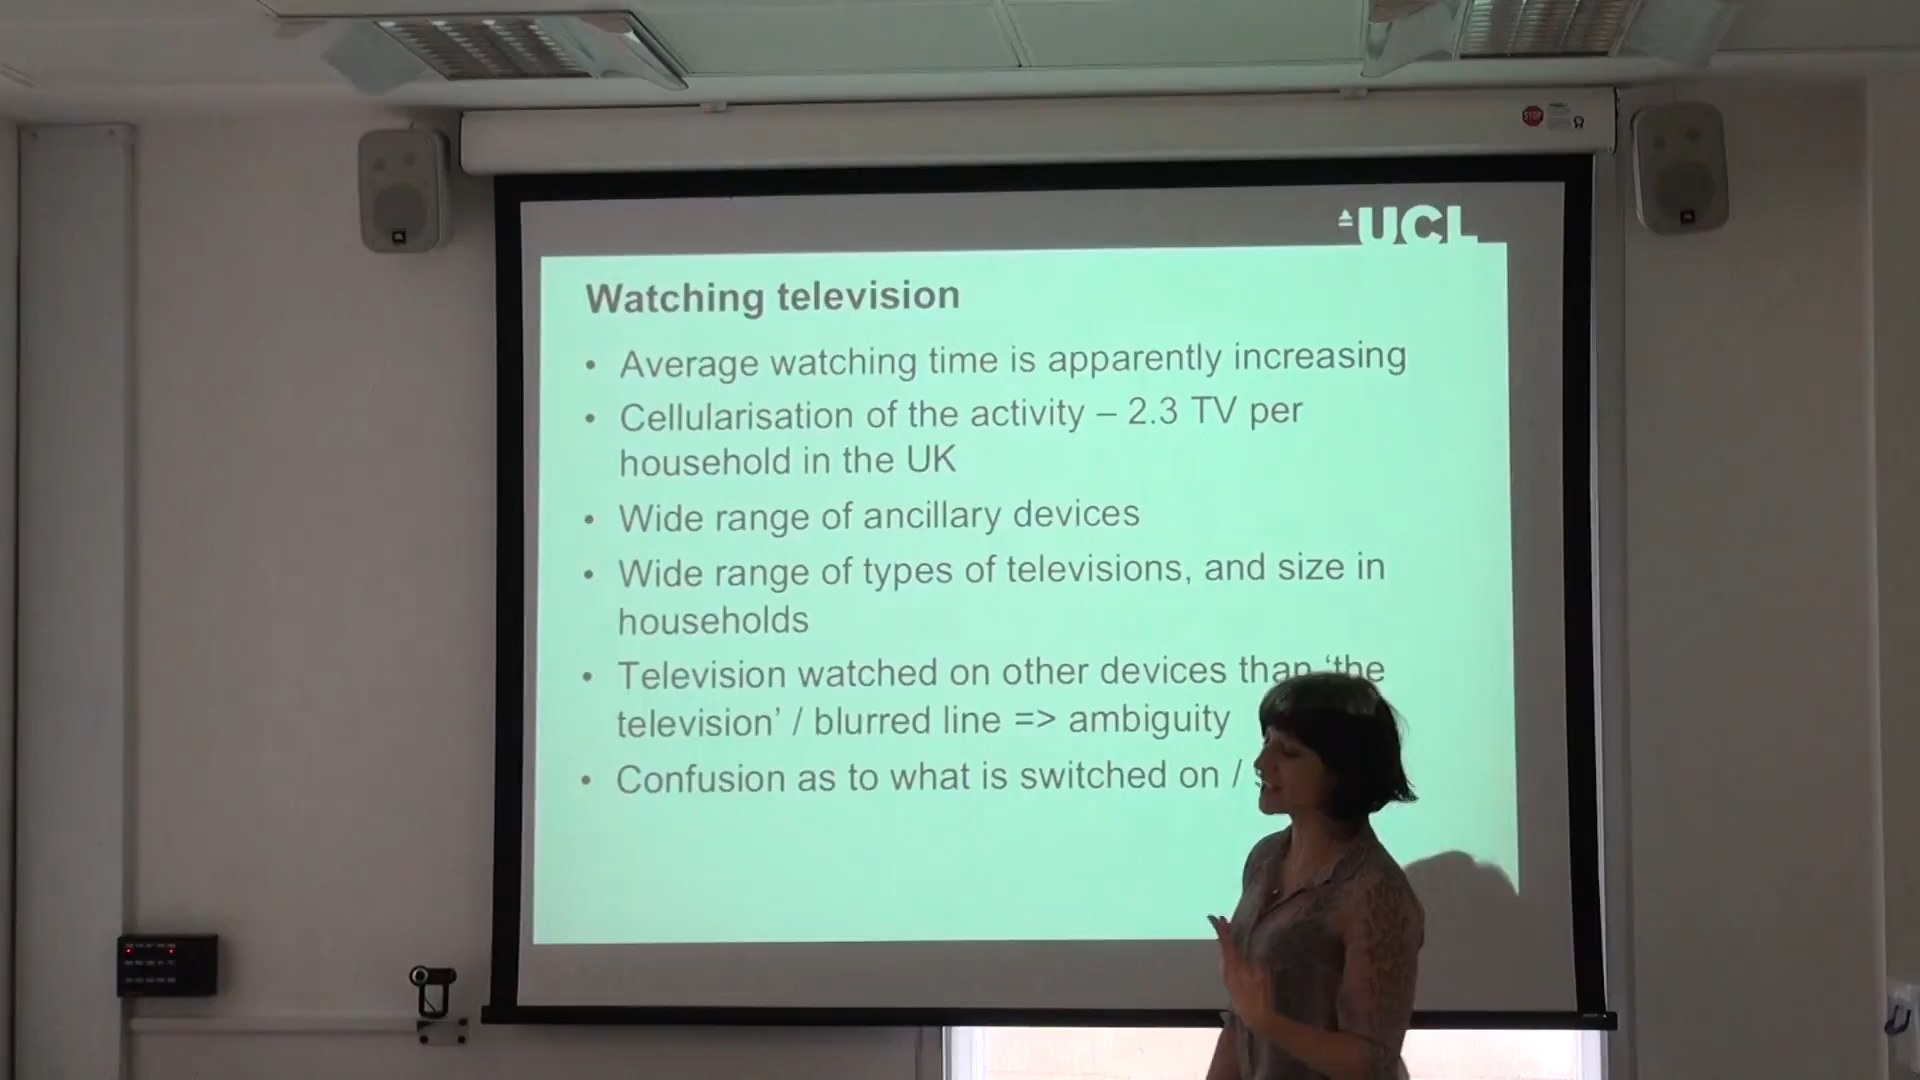 STOP
UCL
Watching television
• Average watching time is apparently increasing
• Cellularisation of the activity – 2.3 TV per
household in the UK
• Wide range of ancillary devices
• Wide range of types of televisions, and size in
households
• Television watched on other devices than ‘the
television’ / blurred line => ambiguity
• Confusion as to what is switched on /